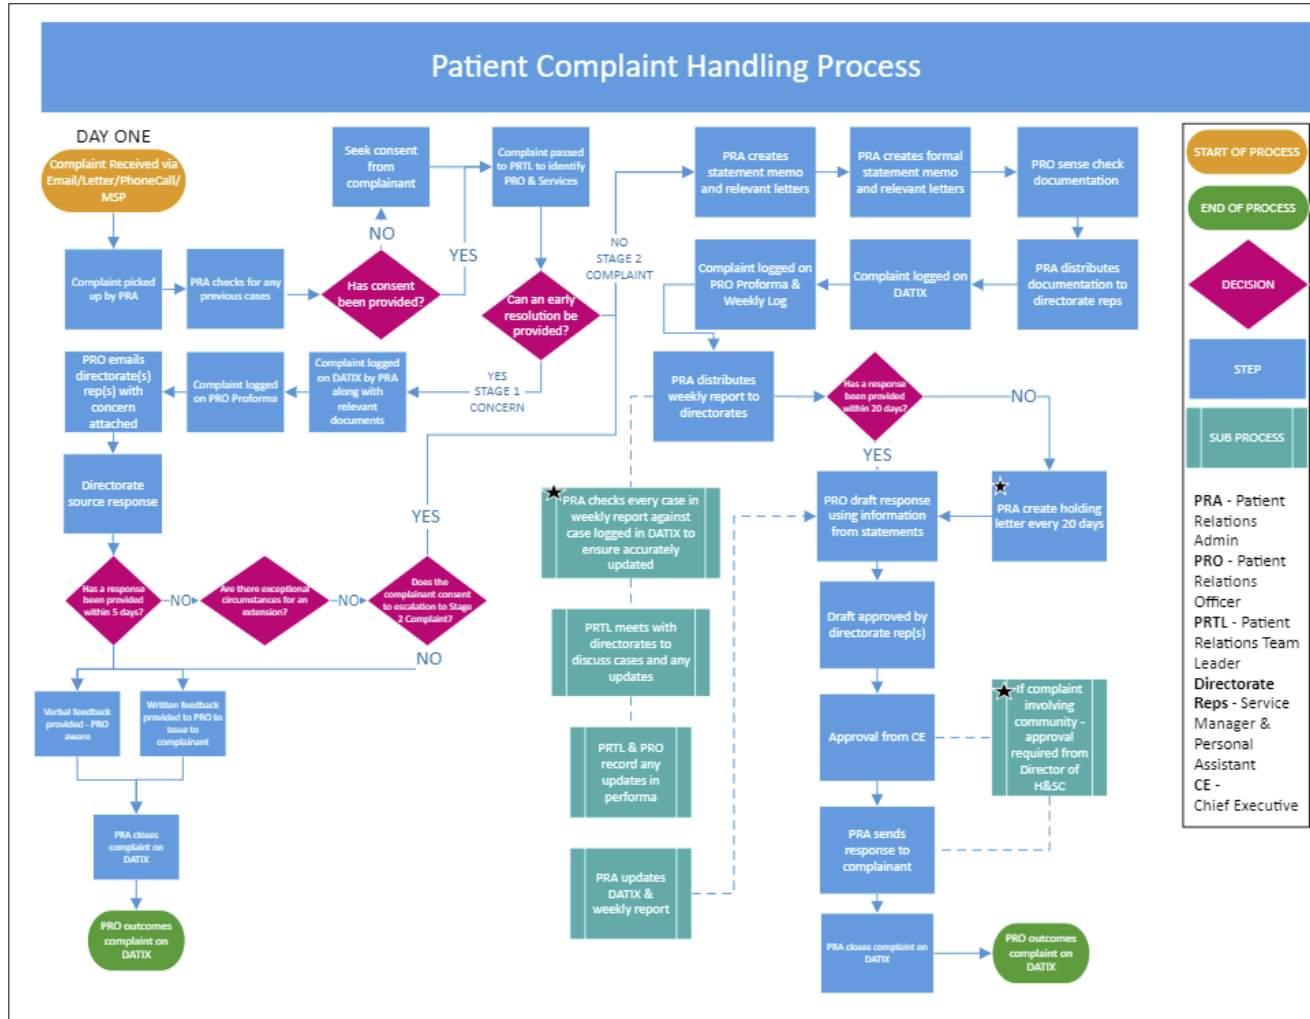 Patient Complaint Handling Process
DAY ONE
Complaint Received via
Email/Letter/PhoneCall/
MSP
Complaint picked
up by PRA
PRA checks for any
previous cases
Has consent
been provided?
NO
YES
Seek consent
from
complainant
Complaint passed
to PRTL to identify
PRO & Services
Can an early
resolution be
provided?
NO
STAGE 2
COMPLAINT
YES
STAGE 1
CONCERN
PRA creates
statement memo
and relevant letters
PRA creates formal
statement memo
and relevant letters
PRO sense check
documentation
PRA distributes
documentation to
directorate reps
Complaint logged on
DATIX
Complaint logged on
PRO Proforma &
Weekly Log
PRA distributes
weekly report to
directorates
Has a response
been provided
within 20 days?
NO
YES
PRA create holding
letter every 20 days
PRO draft response
using information
from statements
Draft approved by
directorate rep(s)
Approval from CE
If complaint
involving
community -
approval
required from
Director of
H&SC
PRA sends
response to
complainant
PRA closes complaint on
DATIX
PRO outcomes
complaint on
DATIX
Complaint logged
on DATIX by PRA
along with
relevant
documents
Complaint logged
on PRO Proforma
PRO emails
directorate(s)
rep(s) with
concern
attached
Directorate
source response
Has a response
been provided
within 5 days?
NO
Are there exceptional
circumstances for an
extension?
NO
Does the
complainant consent
to escalation to Stage
2 Complaint?
YES
NO
Verbal feedback
provided - PRO
aware
Written feedback
provided to PRO to
issue to
complainant
PRA closes
complaint on
DATIX
PRO outcomes
complaint on
DATIX
PRA checks every case in
weekly report against
case logged in DATIX to
ensure accurately
updated
PRTL meets with
directorates to
discuss cases and any
updates
PRTL & PRO
record any
updates in
performa
PRA updates
DATIX &
weekly report
START OF PROCESS
END OF PROCESS
DECISION
STEP
SUB PROCESS
PRA - Patient
Relations
Admin
PRO - Patient
Relations
Officer
PRTL - Patient
Relations Team
Leader
Directorate
Reps - Service
Manager &
Personal
Assistant
CE -
Chief Executive